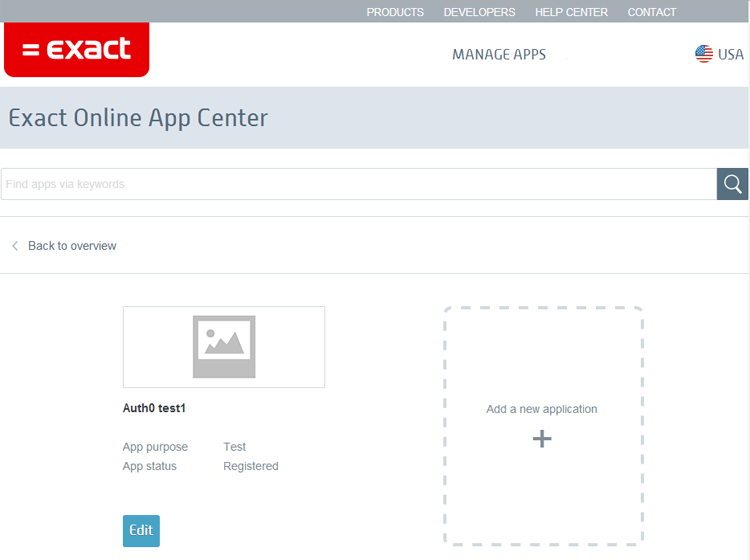 PRODUCTS DEVELOPERS HELP CENTER CONTACT
= exact
MANAGE APPS
USA
Exact Online App Center
Find apps via keywords
Back to overview
Auth0 test1
App purpose Test
App status Registered
Edit
Add a new application
+